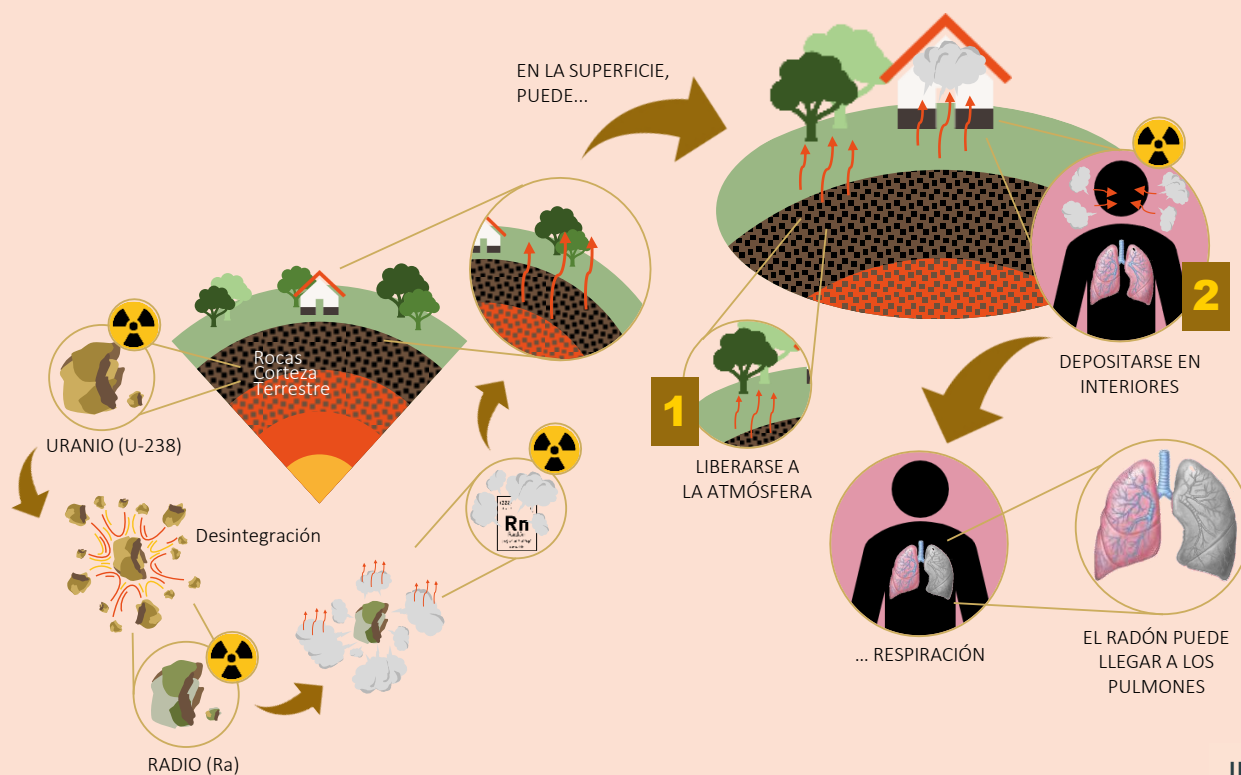 EN LA SUPERFICIE,
PUEDE...
Rocas
Corteza
Terrestre
URANIO (U-238)
Desintegración
RADIO (Ra)
Rn
Radón
1
LIBERARSE A
LA ATMÓSFERA
2
DEPOSITARSE EN
INTERIORES
... RESPIRACIÓN
EL RADÓN PUEDE
LLEGAR A LOS
PULMONES